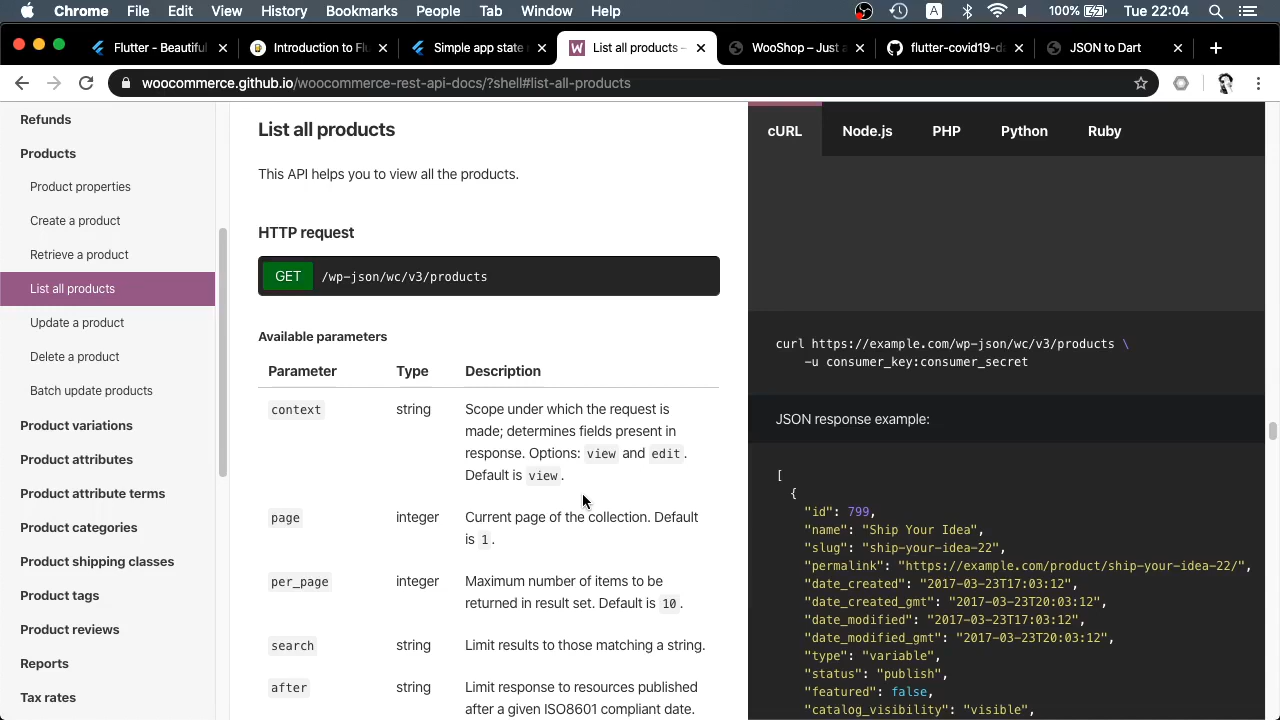 Chrome File Edit View History Bookmarks People Tab Window Help A 100% Tue 22:04
Flutter - Beautiful
Introduction to Flu
Simple app state
List all products –
WooShop – Just a
flutter-covid19-d
JSON to Dart
woocommerce.github.io/woocommerce-rest-api-docs/?shell#list-all-products
Refunds
Products
Product properties
Create a product
Retrieve a product
List all products
Update a product
Delete a product
Batch update products
Product variations
Product attributes
Product attribute terms
Product categories
Product shipping classes
Product tags
Product reviews
Reports
Tax rates
List all products
This API helps you to view all the products.
HTTP request
GET /wp-json/wc/v3/products
Available parameters
Parameter Type Description
context string Scope under which the request is
made; determines fields present in
response. Options: view and edit.
Default is view.
page integer Current page of the collection. Default
is 1.
per_page integer Maximum number of items to be
returned in result set. Default is 10.
search string Limit results to those matching a string.
after string Limit response to resources published
after a given ISO8601 compliant date.
cURL Node.js PHP Python Ruby
curl https://example.com/wp-json/wc/v3/products \
-u consumer_key:consumer_secret
JSON response example:
[
{
"id": 799,
"name": "Ship Your Idea",
"slug": "ship-your-idea-22",
"permalink": "https://example.com/product/ship-your-idea-22/",
"date_created": "2017-03-23T17:03:12",
"date_created_gmt": "2017-03-23T20:03:12",
"date_modified": "2017-03-23T17:03:12",
"date_modified_gmt": "2017-03-23T20:03:12",
"type": "variable",
"status": "publish",
"featured": false,
"catalog_visibility": "visible",